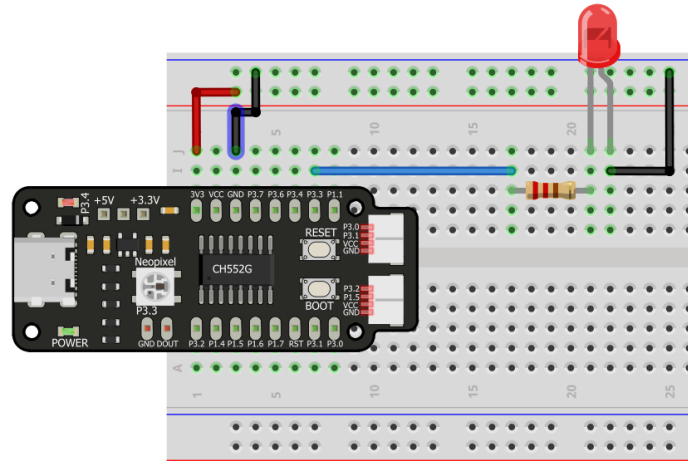 5 10 15 20
J
I
P3.4 +5V +3.3V
3V3 VCC GND P3.7 P3.6 P3.4 P3.3 P1.1
RESET
P3.0
P3.1
VCC
GND
Neopixel
CH552G
P3.3
BOOT
P3.2
P1.5
VCC
GND
POWER
GND DOUT P3.2 P1.4 P1.5 P1.6 P1.7 RST P3.1 P3.0
A
1 10 15 20 25